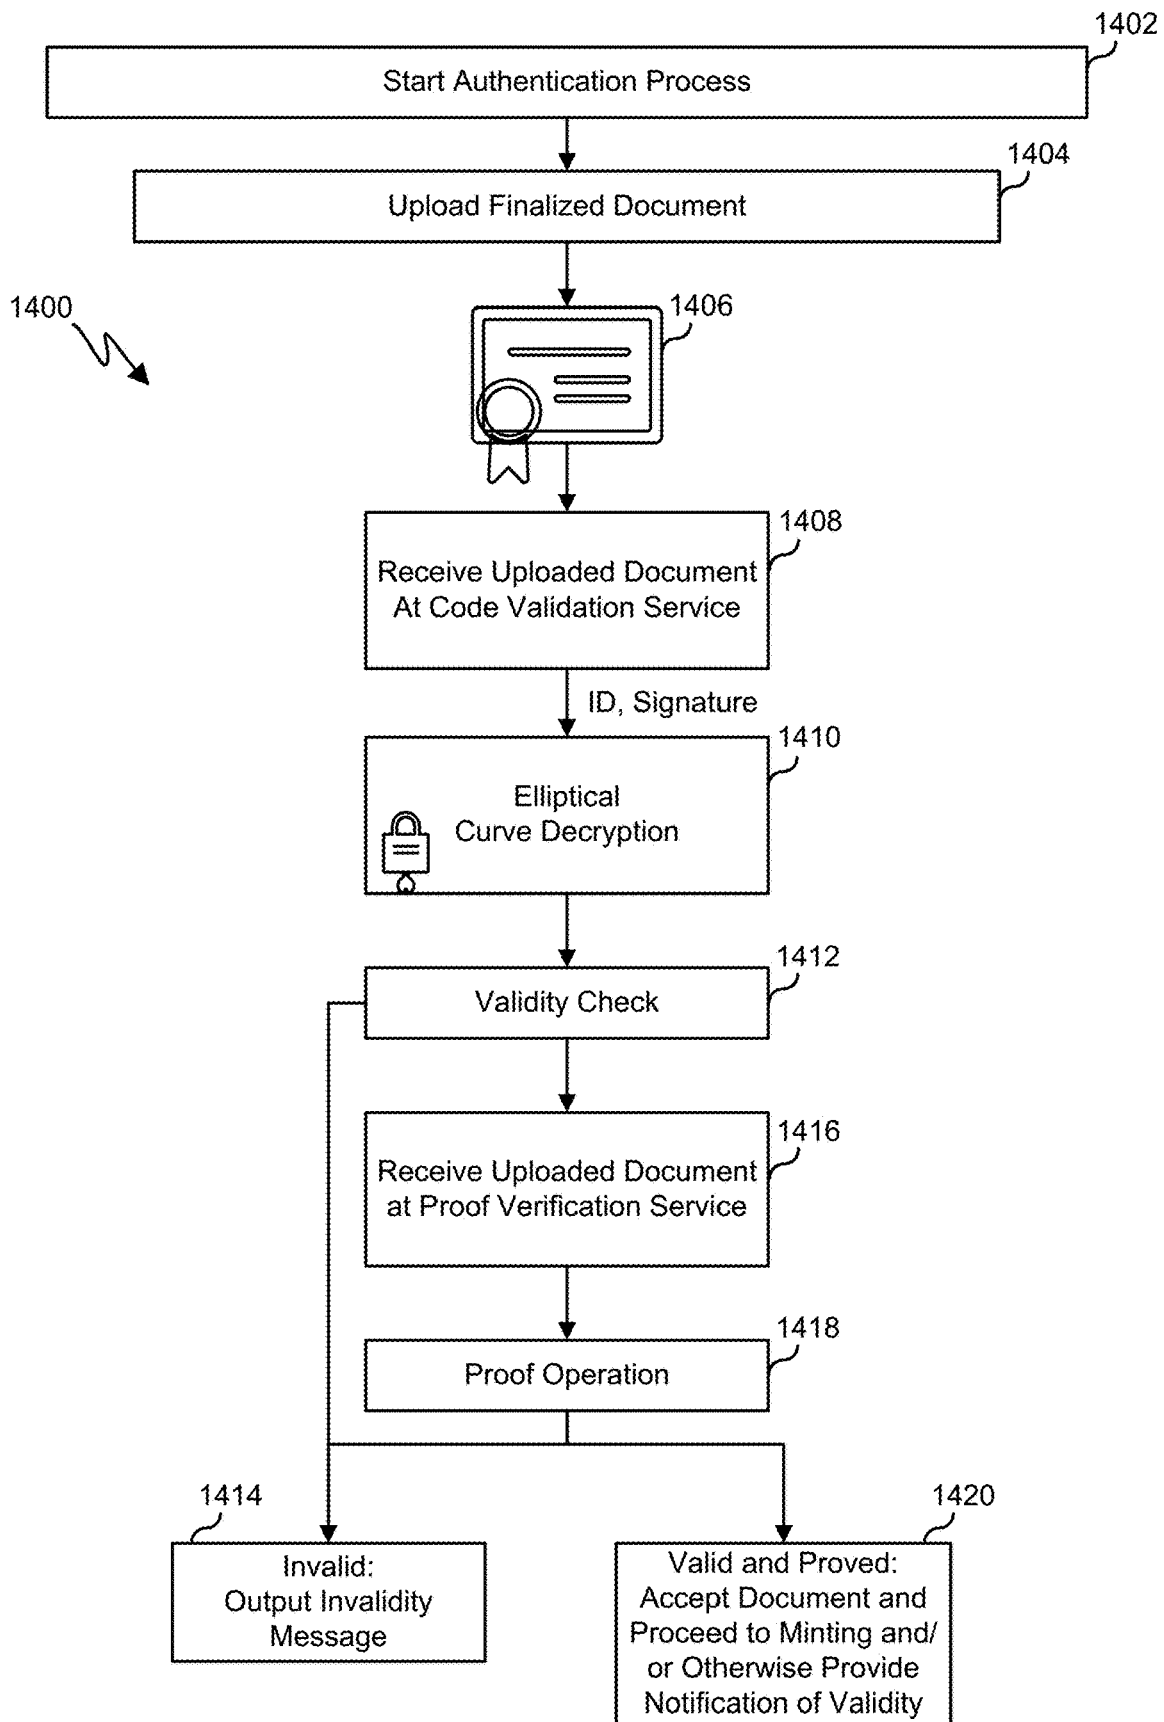 1402
Start Authentication Process
1404
Upload Finalized Document
1400
1406
1408
Receive Uploaded Document
At Code Validation Service
ID, Signature
1410
Elliptical
Curve Decryption
1412
Validity Check
1416
Receive Uploaded Document
at Proof Verification Service
1418
Proof Operation
1414
Invalid:
Output Invalidity
Message
1420
Valid and Proved:
Accept Document and
Proceed to Minting and/
or Otherwise Provide
Notification of Validity